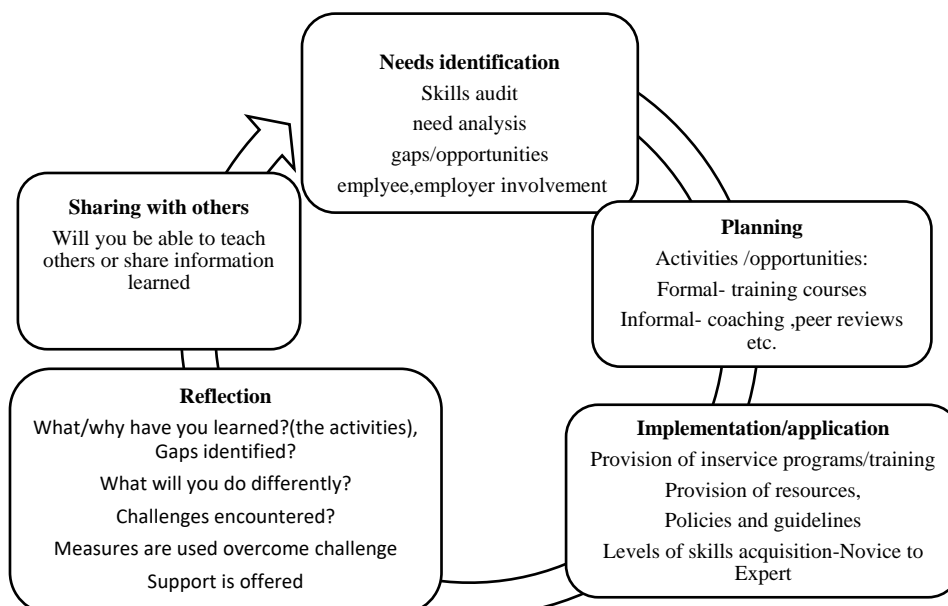 Needs identification
Skills audit
need analysis
gaps/opportunities
emplyee,employer involvement
Planning
Activities /opportunities:
Formal- training courses
Informal- coaching ,peer reviews
etc.
Implementation/application
Provision of inservice programs/training
Provision of resources,
Policies and guidelines
Levels of skills acquisition-Novice to
Expert
Reflection
What/why have you learned?(the activities),
Gaps identified?
What will you do differently?
Challenges encountered?
Measures are used overcome challenge
Support is offered
Sharing with others
Will you be able to teach
others or share information
learned